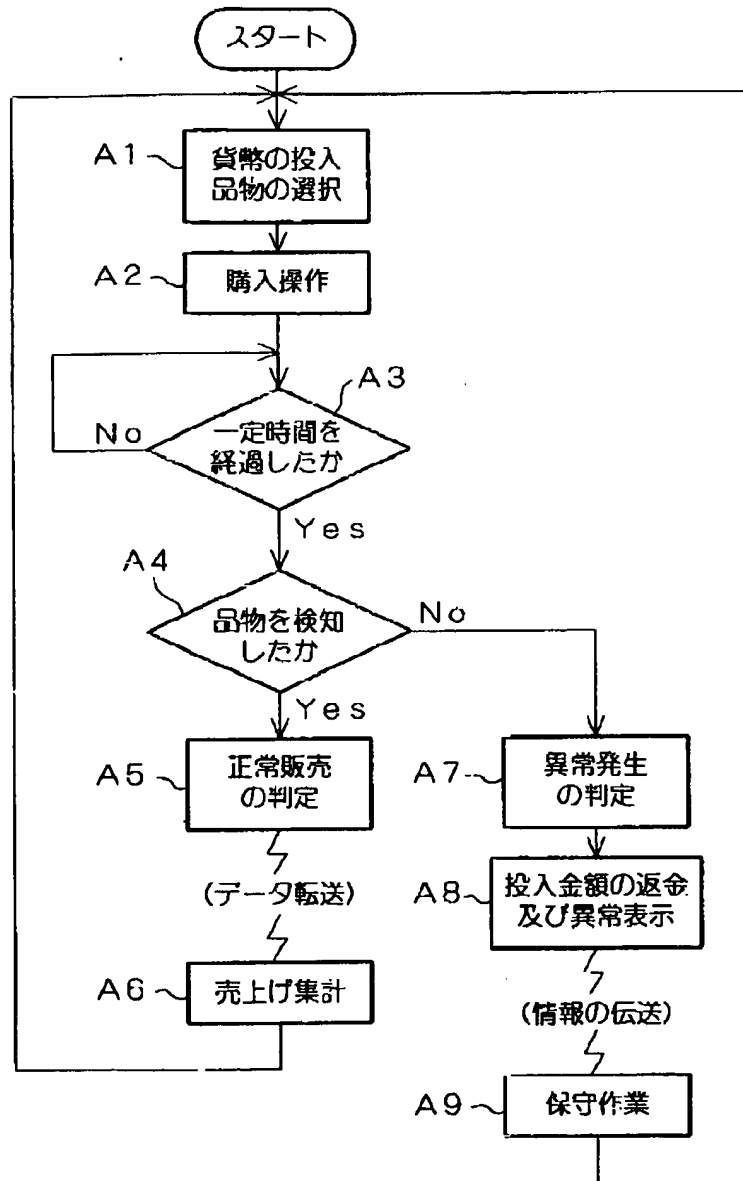 スタート
A1
貨幣の投入
品物の選択
A2
購入操作
A3
一定時間を
経過したか
No
Yes
A4
品物を検知
したか
No
Yes
A5
正常販売
の判定
A7
異常発生
の判定
(データ転送)
A8
投入金額の返金
及び異常表示
A6
売上げ集計
(情報の伝送)
A9
保守作業